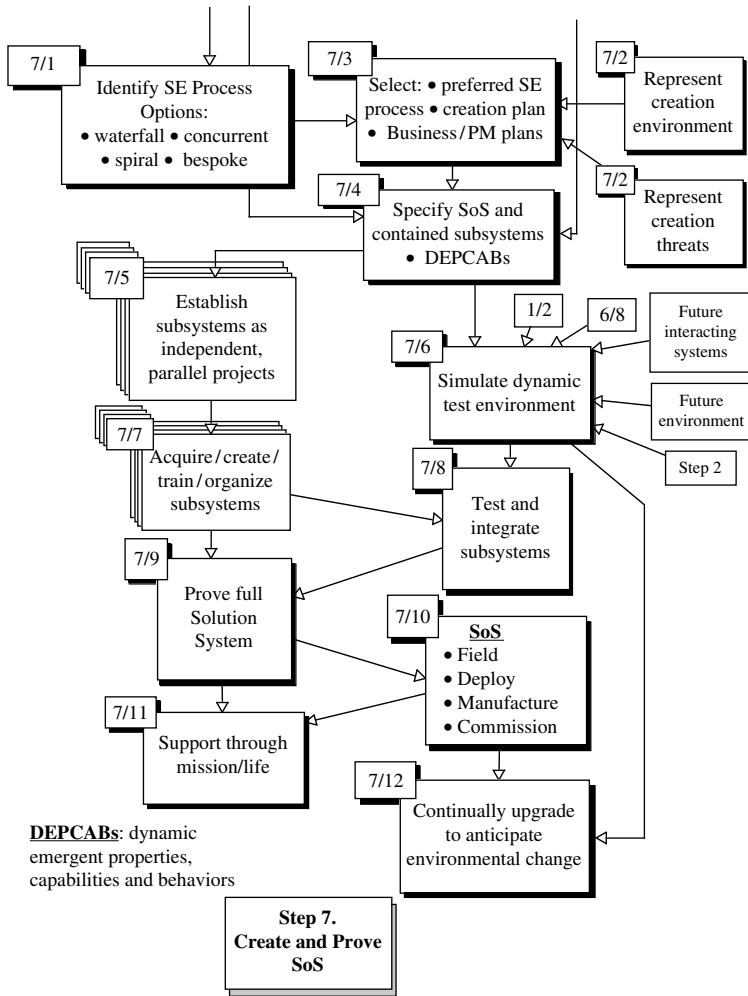 7/1
Identify SE Process
Options:
• waterfall • concurrent
• spiral • bespoke
7/3
Select: • preferred SE
process • creation plan
• Business/PM plans
7/2
Represent
creation
environment
7/2
Represent
creation
threats
7/4
Specify SoS and
contained subsystems
• DEPCABs
7/5
Establish
subsystems as
independent,
parallel projects
1/2
6/8
Future
interacting
systems
7/6
Simulate dynamic
test environment
Future
environment
Step 2
7/7
Acquire/create/
train/organize
subsystems
7/8
Test and
integrate
subsystems
7/9
Prove full
Solution
System
7/10
SoS
• Field
• Deploy
• Manufacture
• Commission
7/11
Support through
mission/life
7/12
Continually upgrade
to anticipate
environmental change
DEPCABs: dynamic
emergent properties,
capabilities and behaviors
Step 7.
Create and Prove
SoS